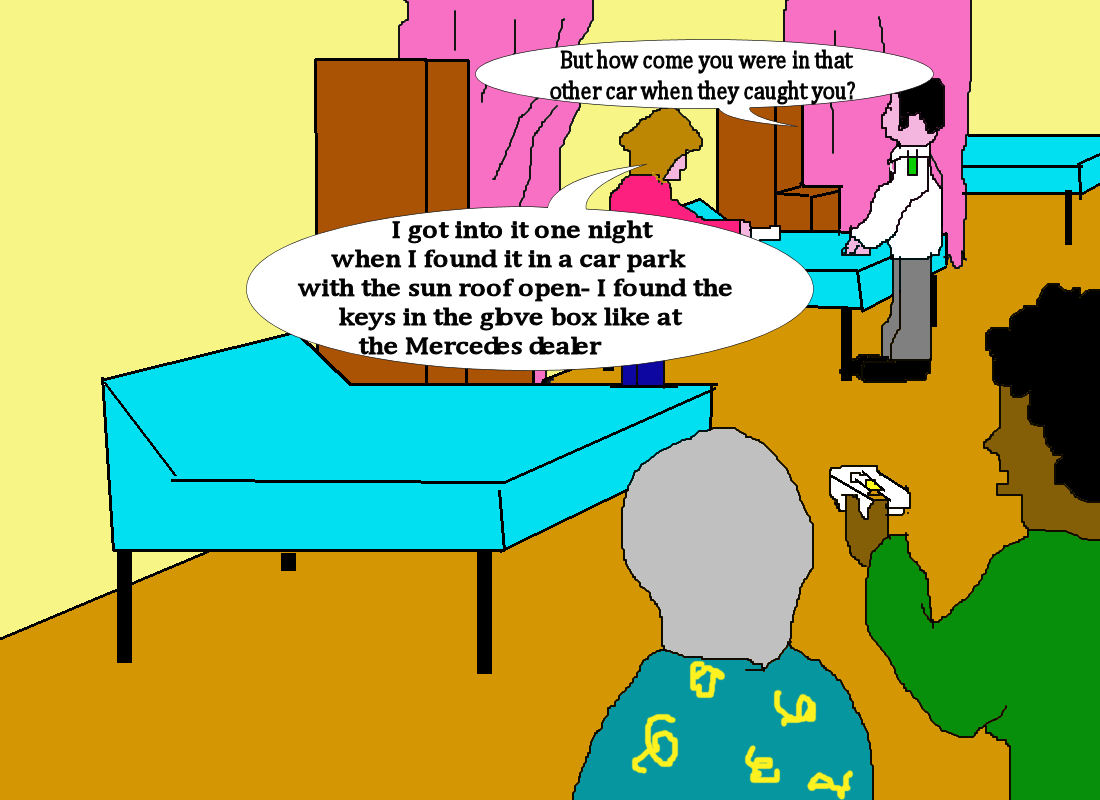 But how come you were in that
other car when they caught you?
I got into it one night
when I found it in a car park
with the sun roof open- I found the
keys in the glove box like at
the Mercedes dealer